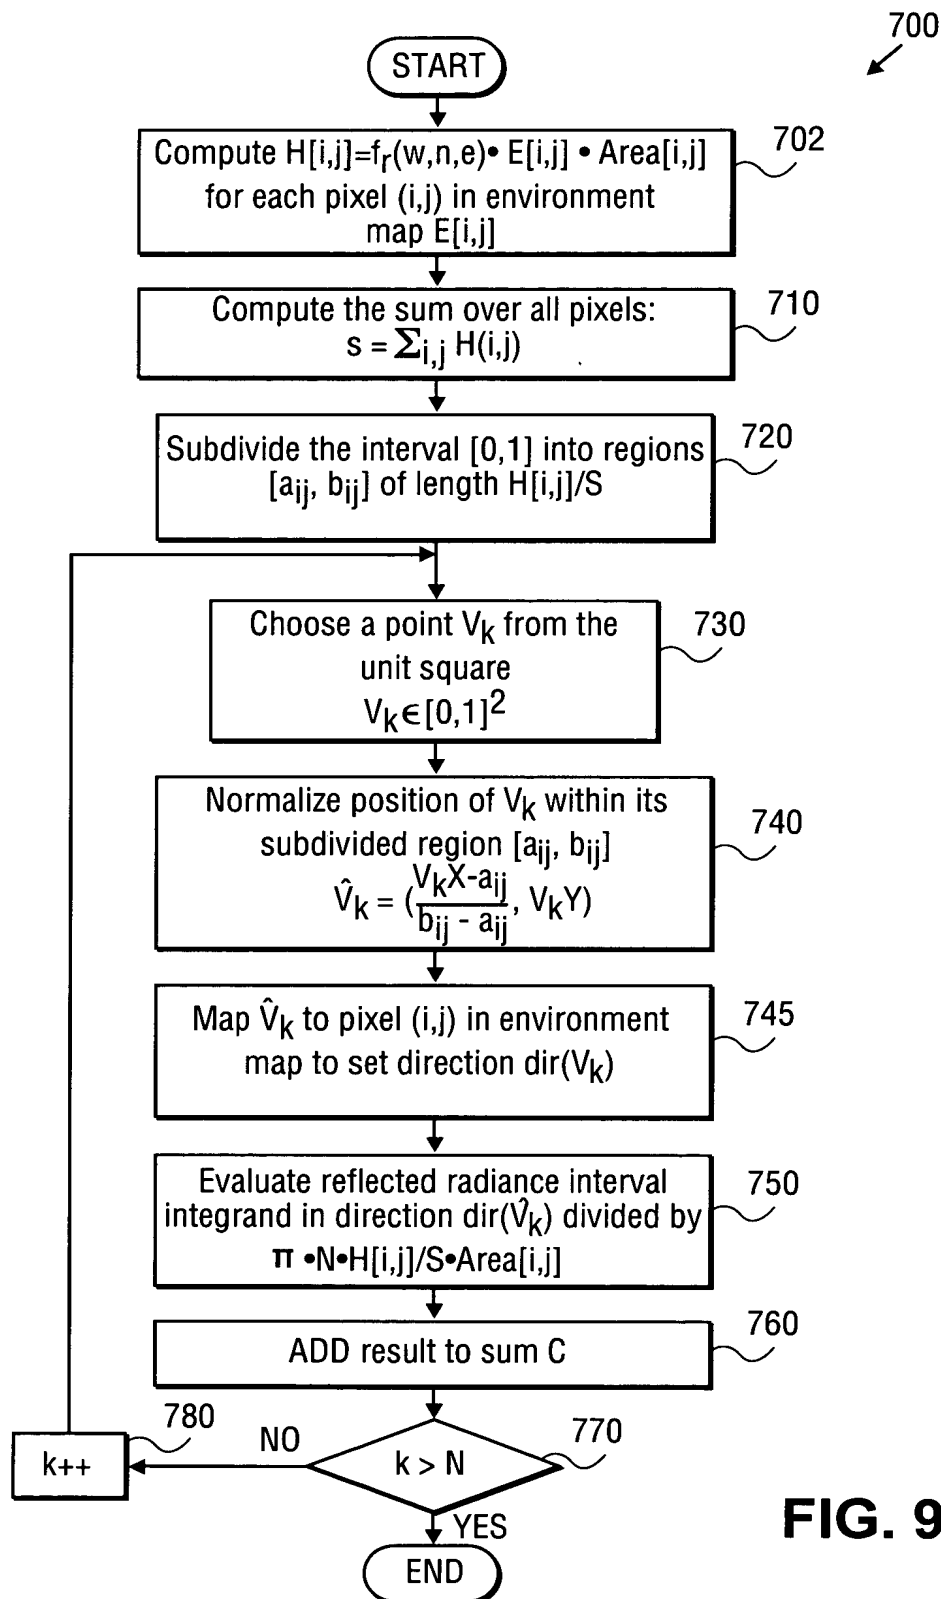 700
START
Compute H[i,j]=fᵣ(w,n,e)• E[i,j] • Area[i,j]
for each pixel (i,j) in environment
map E[i,j]
702
Compute the sum over all pixels:
s = Σi,j H(i,j)
710
Subdivide the interval [0,1] into regions
[aij, bij] of length H[i,j]/S
720
Choose a point Vk from the
unit square
Vk ϵ [0,1]²
730
Normalize position of Vk within its
subdivided region [aij, bij]
V̂k = (VkX-aij / bij - aij, VkY)
740
Map V̂k to pixel (i,j) in environment
map to set direction dir(Vk)
745
Evaluate reflected radiance interval
integrand in direction dir(V̂k) divided by
π •N•H[i,j]/S•Area[i,j]
750
ADD result to sum C
760
k > N
770
NO
k++
780
YES
END
FIG. 9